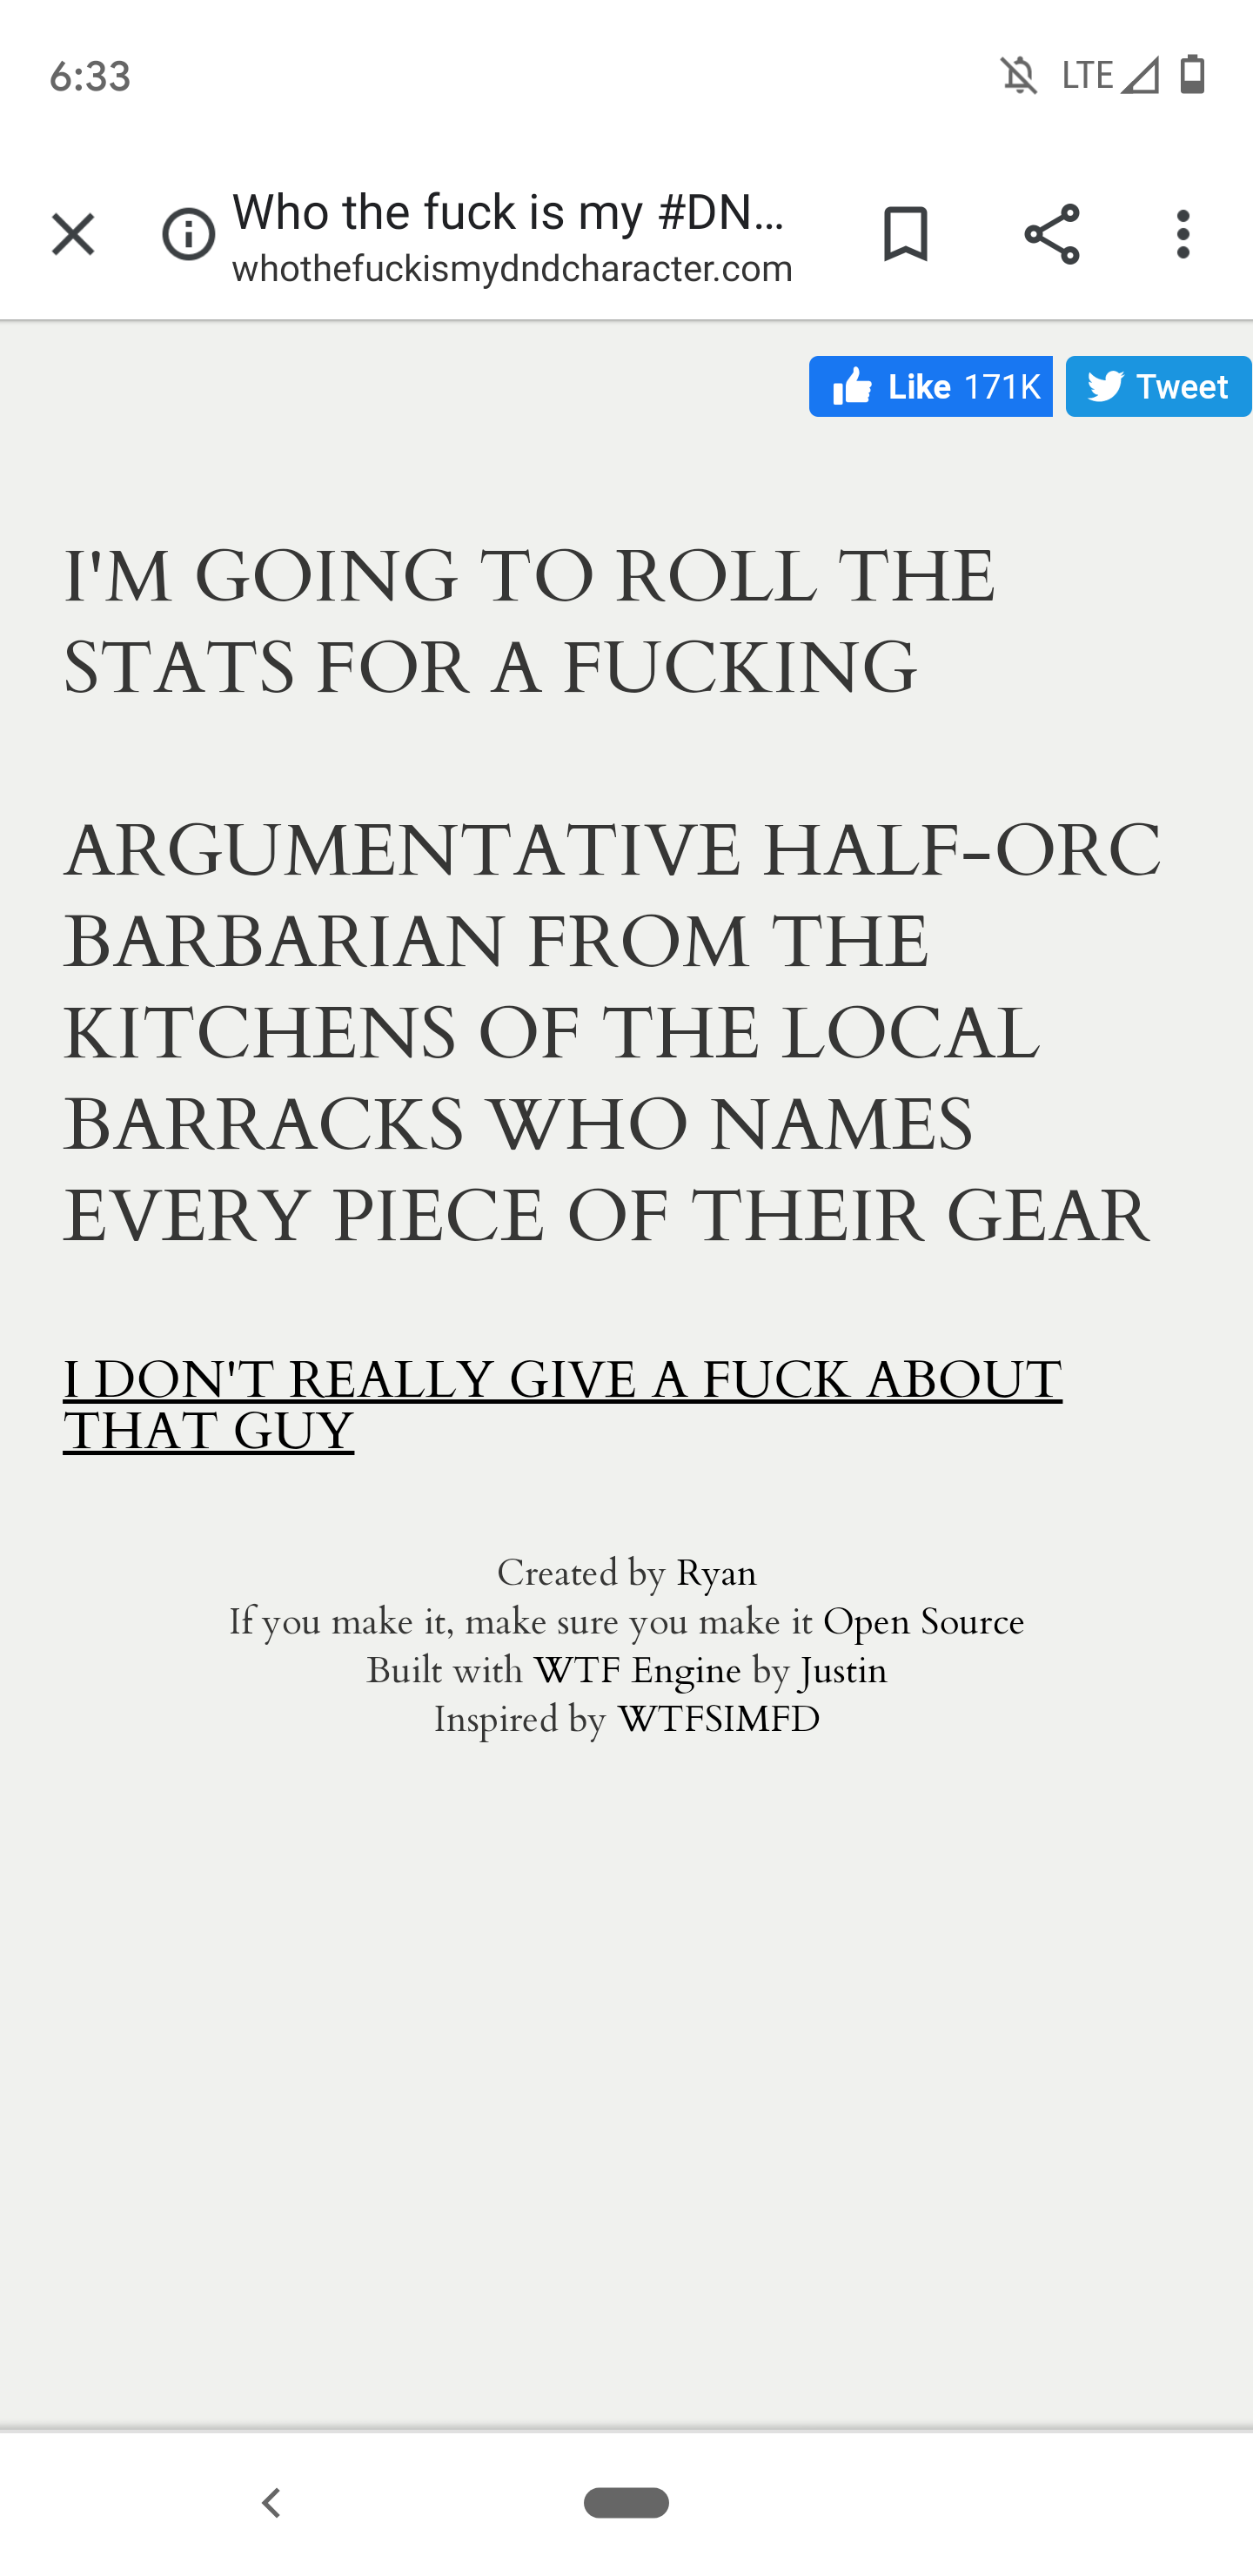 6:33
LTE
Who the fuck is my #DN...
whothefuckismydndcharacter.com
Like 171K
Tweet
I'M GOING TO ROLL THE
STATS FOR A FUCKING
ARGUMENTATIVE HALF-ORC
BARBARIAN FROM THE
KITCHENS OF THE LOCAL
BARRACKS WHO NAMES
EVERY PIECE OF THEIR GEAR
I DON'T REALLY GIVE A FUCK ABOUT
THAT GUY
Created by Ryan
If you make it, make sure you make it Open Source
Built with WTF Engine by Justin
Inspired by WTFSIMFD